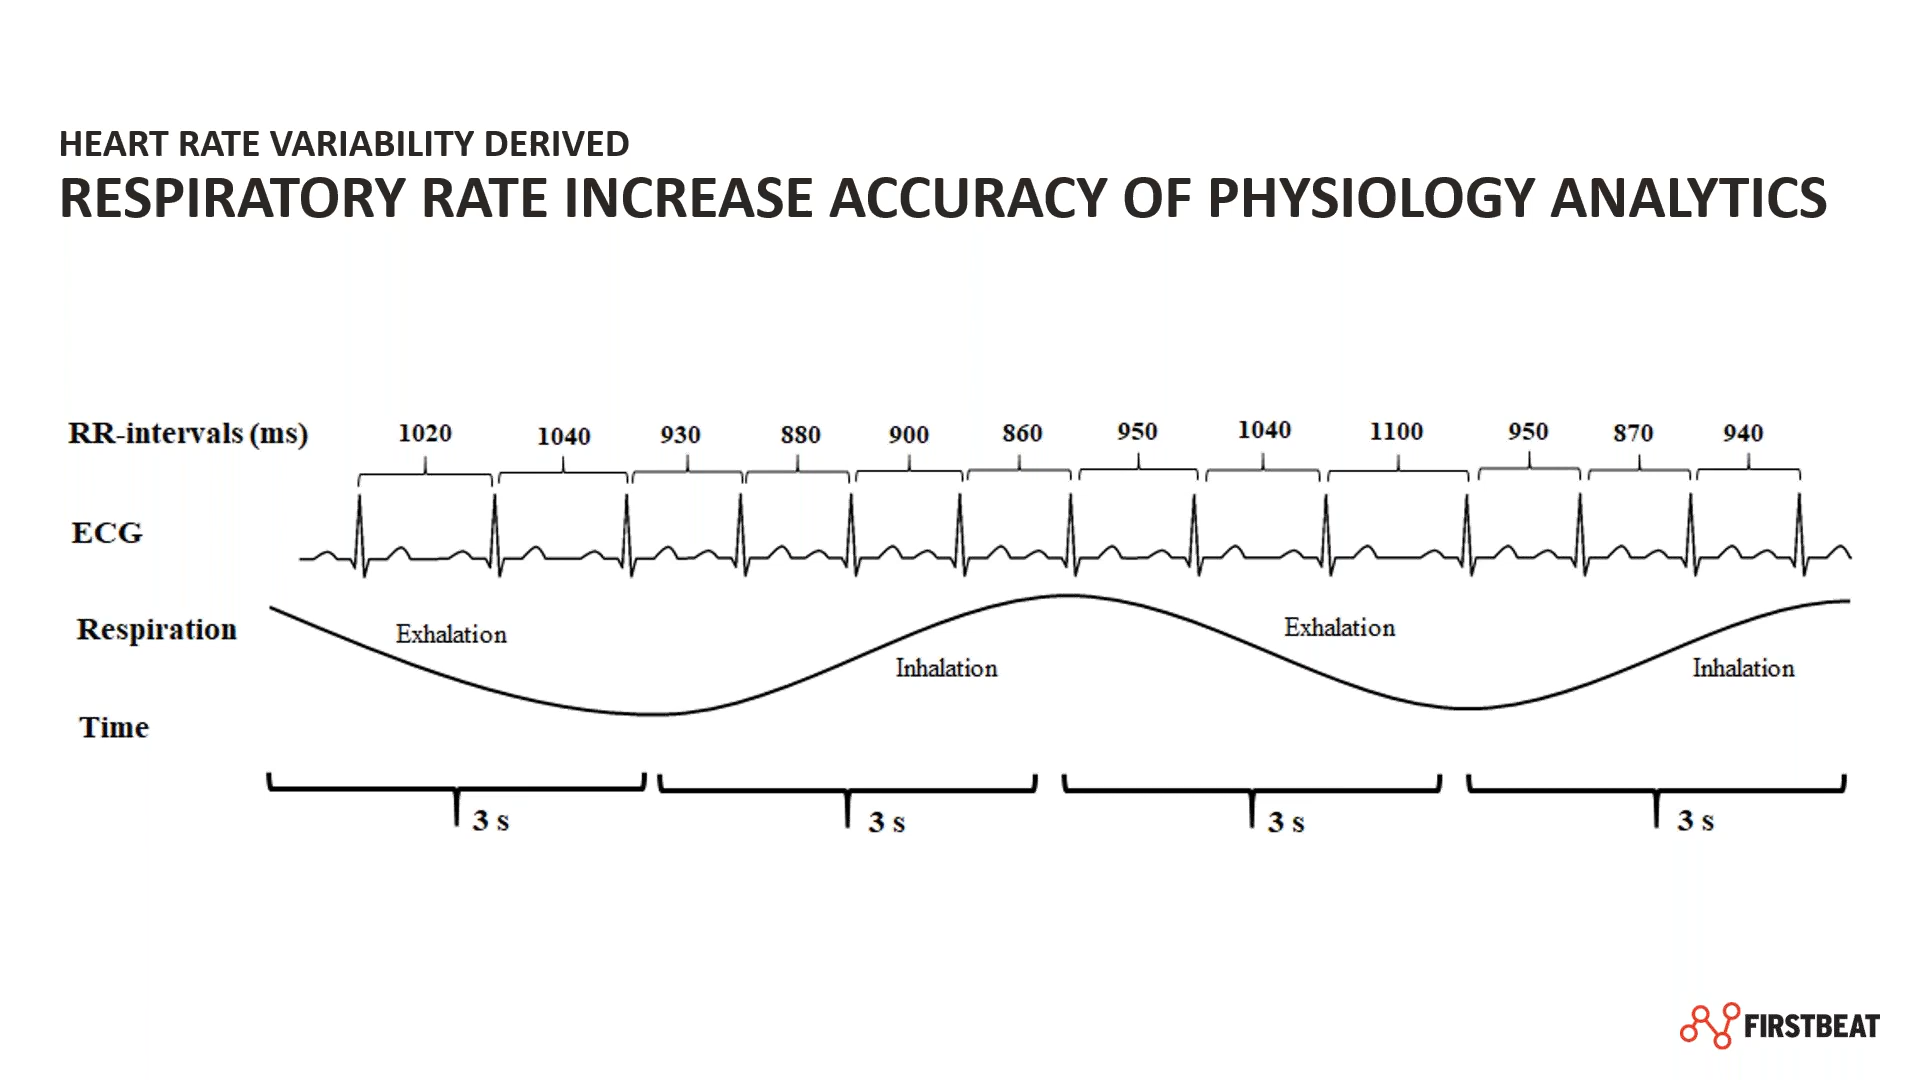 HEART RATE VARIABILITY DERIVED
RESPIRATORY RATE INCREASE ACCURACY OF PHYSIOLOGY ANALYTICS
RR-intervals (ms) 1020 1040 930 880 900 860 950 1040 1100 950 870 940
ECG
Respiration Exhalation Inhalation Exhalation Inhalation
Time
3 s 3 s 3 s 3 s
FIRSTBEAT